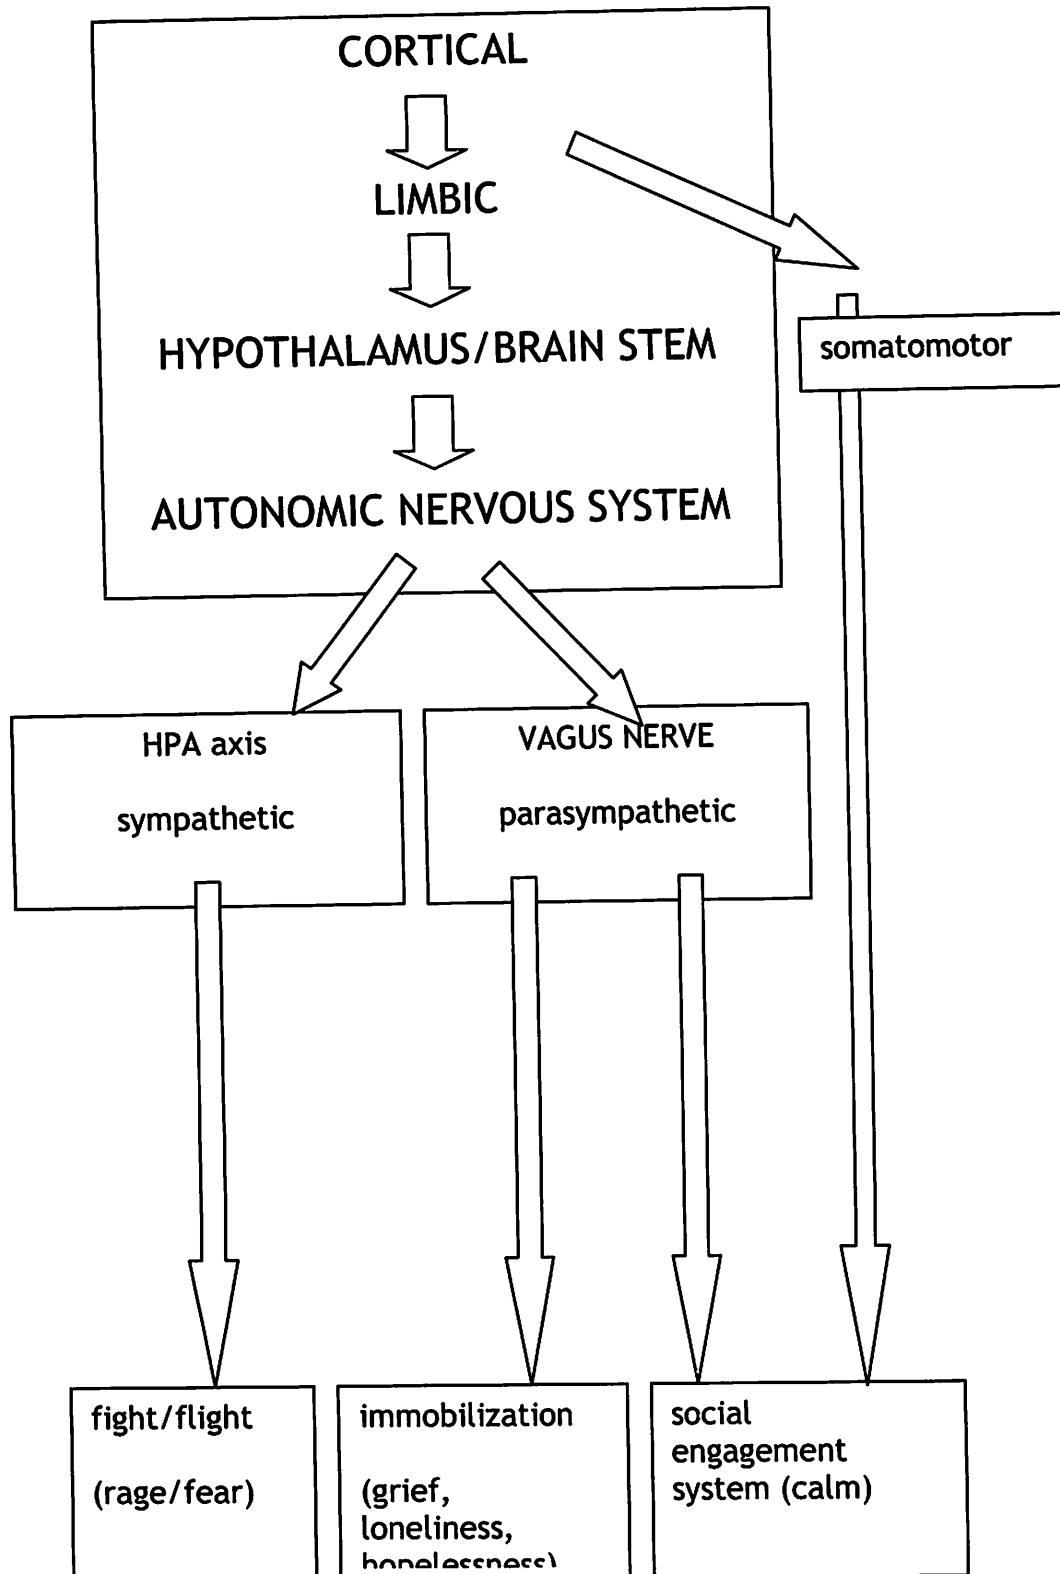 CORTICAL
LIMBIC
HYPOTHALAMUS/BRAIN STEM
somatomotor
AUTONOMIC NERVOUS SYSTEM
HPA axis
sympathetic
VAGUS NERVE
parasympathetic
fight/flight
(rage/fear)
immobilization
(grief,
loneliness,
hopelessness)
social
engagement
system (calm)